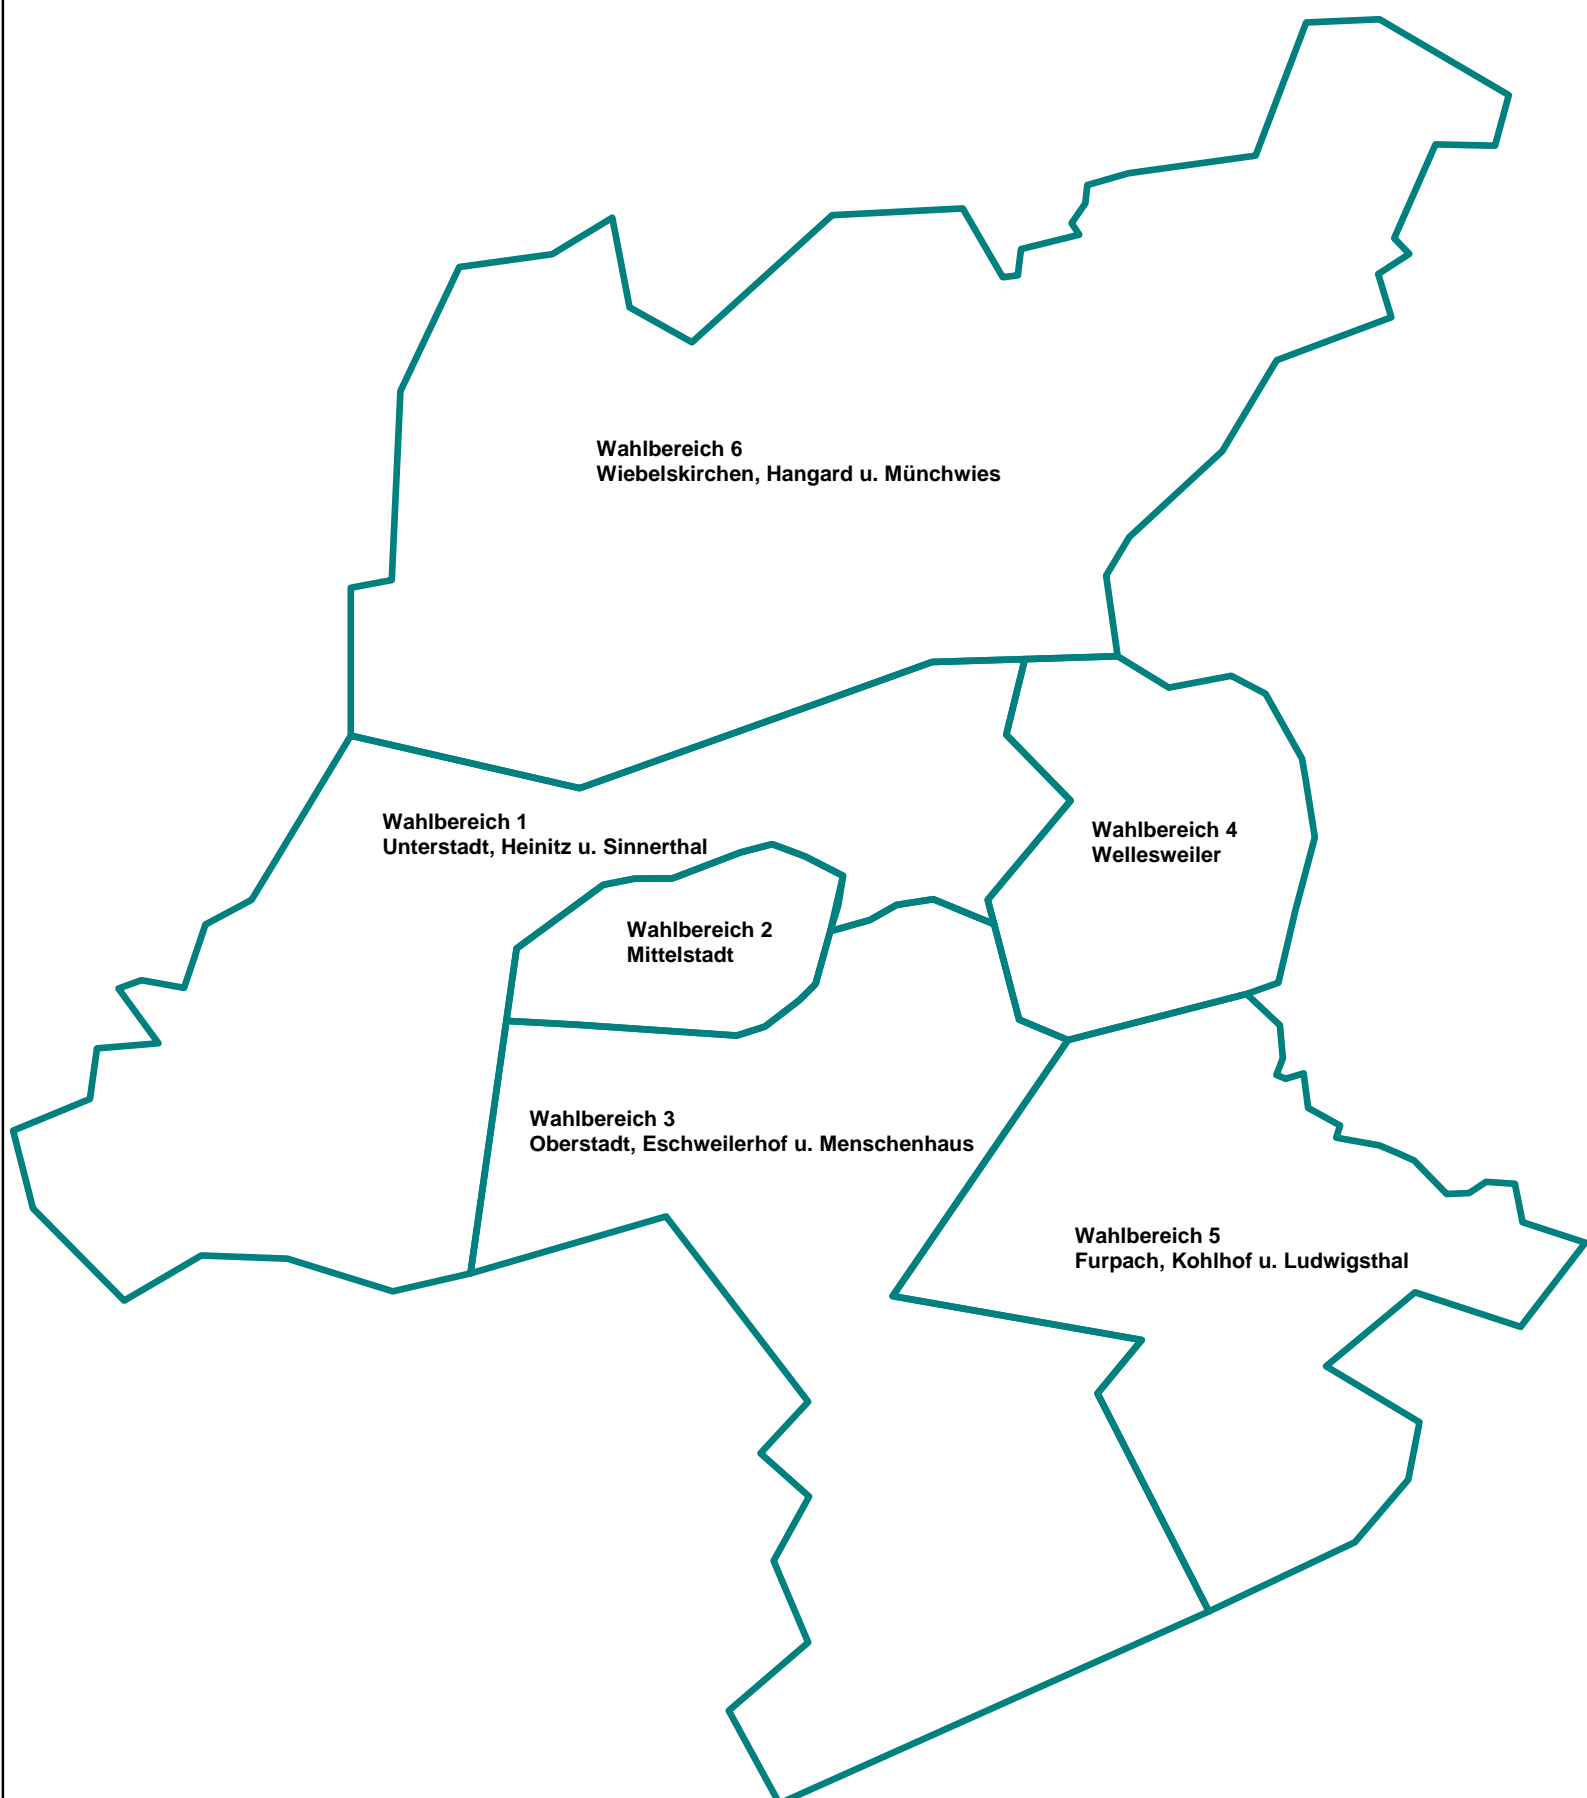 Wahlbereich 6
Wiebelskirchen, Hangard u. Münchwies
Wahlbereich 1
Unterstadt, Heinitz u. Sinnerthal
Wahlbereich 4
Wellesweiler
Wahlbereich 2
Mittelstadt
Wahlbereich 3
Oberstadt, Eschweilerhof u. Menschenhaus
Wahlbereich 5
Furpach, Kohlhof u. Ludwigsthal